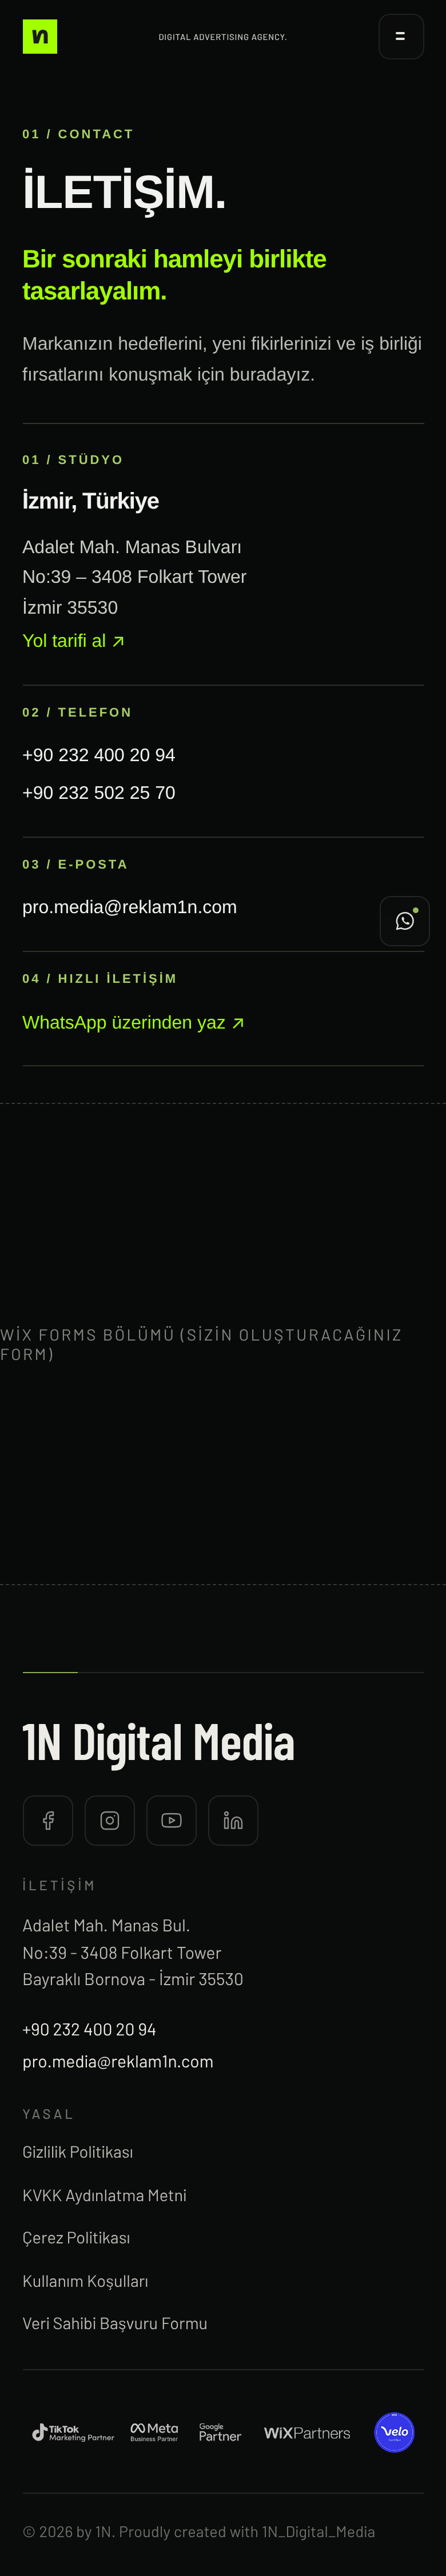 n
DIGITAL ADVERTISING AGENCY.
01 / CONTACT
İLETİŞİM.
Bir sonraki hamleyi birlikte
tasarlayalım.
Markanızın hedeflerini, yeni fikirlerinizi ve iş birliği
fırsatlarını konuşmak için buradayız.
01 / STÜDYO
İzmir, Türkiye
Adalet Mah. Manas Bulvarı
No:39 – 3408 Folkart Tower
İzmir 35530
Yol tarifi al ↗
02 / TELEFON
+90 232 400 20 94
+90 232 502 25 70
03 / E-POSTA
pro.media@reklam1n.com
04 / HIZLI İLETİŞİM
WhatsApp üzerinden yaz ↗
WİX FORMS BÖLÜMÜ (SİZİN OLUŞTURACAĞINIZ
FORM)
1N Digital Media
İLETİŞİM
Adalet Mah. Manas Bul.
No:39 - 3408 Folkart Tower
Bayraklı Bornova - İzmir 35530
+90 232 400 20 94
pro.media@reklam1n.com
YASAL
Gizlilik Politikası
KVKK Aydınlatma Metni
Çerez Politikası
Kullanım Koşulları
Veri Sahibi Başvuru Formu
TikTok
Marketing Partner
Meta
Business Partner
Google
Partner
WiXPartners
velo
© 2026 by 1N. Proudly created with 1N_Digital_Media